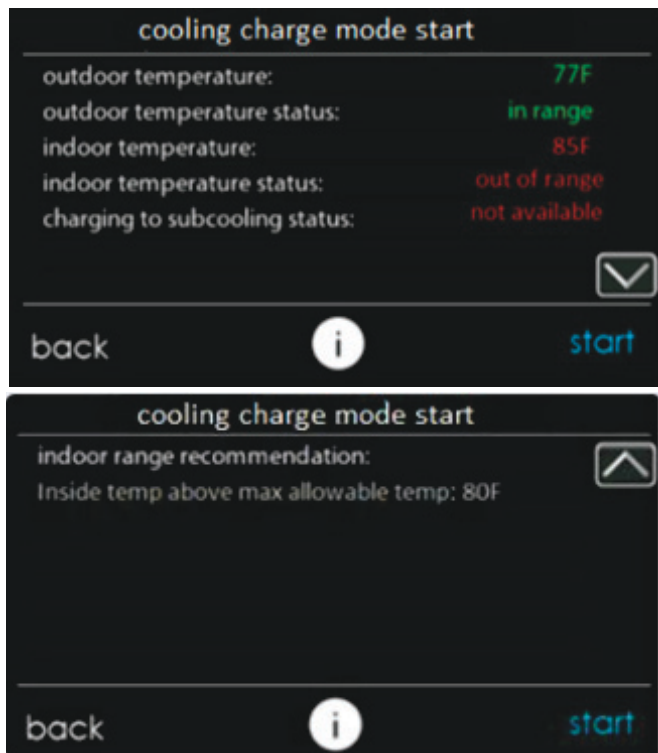 cooling charge mode start
outdoor temperature: 77F
outdoor temperature status: in range
indoor temperature: 85F
indoor temperature status: out of range
charging to subcooling status: not available
back i start
cooling charge mode start
indoor range recommendation:
Inside temp above max allowable temp: 80F
back i start